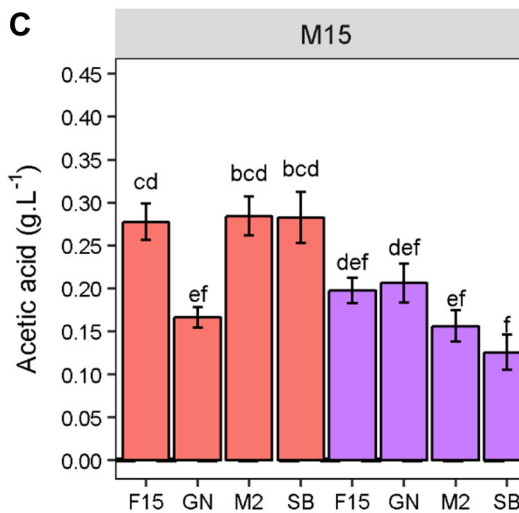 C
M15
Acetic acid (g.L-1)
0.45
0.40
0.35
0.30
0.25
0.20
0.15
0.10
0.05
0.00
cd
ef
bcd
bcd
def
def
ef
f
F15 GN M2 SB F15 GN M2 SB